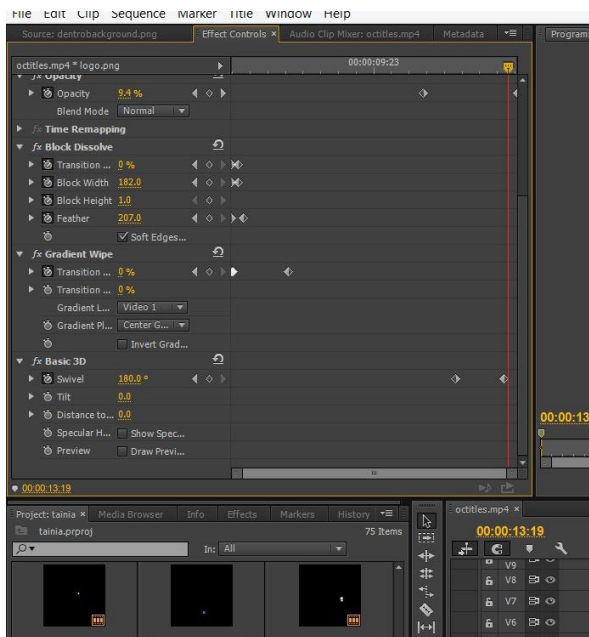 File Edit Clip Sequence Marker Title Window Help
Source: dentrobackground.png Effect Controls × Audio Clip Mixer: octitles.mp4 Metadata Program:
octitles.mp4 * logo.png 00:00:09:23
fx Opacity
Opacity 9.4 %
Blend Mode Normal
fx Time Remapping
fx Block Dissolve
Transition ... 0 %
Block Width 182.0
Block Height 1.0
Feather 207.0
Soft Edges...
fx Gradient Wipe
Transition ... 0 %
Transition ... 0 %
Gradient L... Video 1
Gradient Pl... Center G...
Invert Grad...
fx Basic 3D
Swivel 180.0 °
Tilt 0.0
Distance to... 0.0
Specular H... Show Spec...
Preview Draw Previ...
00:00:13
00:00:13:19
Project: tainia × Media Browser Info Effects Markers History octitles.mp4 ×
tainia.prproj 75 Items 00:00:13:19
In: All
V9
V8
V7
V6